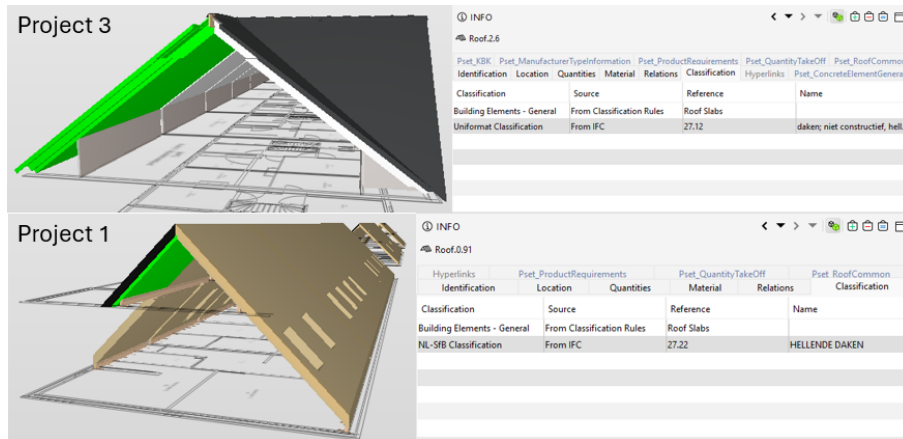 Project 3
INFO
Roof.2.6
Pset_KBK Pset_ManufacturerTypeInformation Pset_ProductRequirements Pset_QuantityTakeOff Pset_RoofCommon
Identification Location Quantities Material Relations Classification Hyperlinks Pset_ConcreteElementGenera
Classification Source Reference Name
Building Elements - General From Classification Rules Roof Slabs
Uniformat Classification From IFC 27.12 daken; niet constructief, hell
Project 1
INFO
Roof.0.91
Hyperlinks Pset_ProductRequirements Pset_QuantityTakeOff Pset_RoofCommon
Identification Location Quantities Material Relations Classification
Classification Source Reference Name
Building Elements - General From Classification Rules Roof Slabs
NL-SfB Classification From IFC 27.22 HELLENDE DAKEN